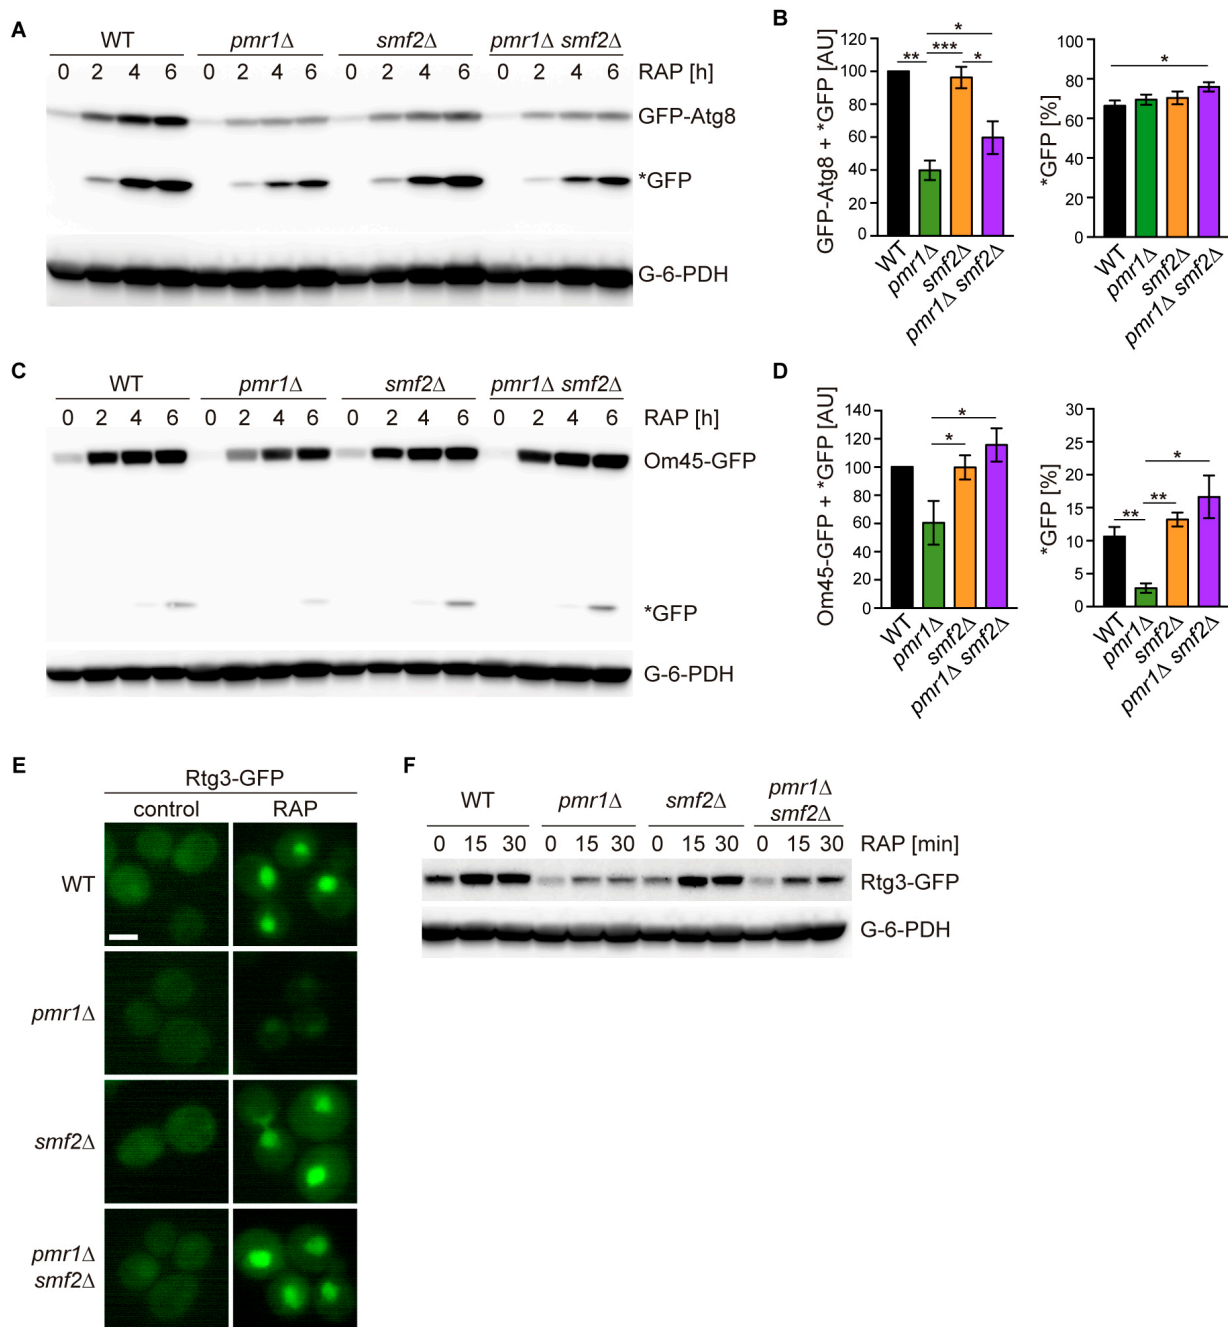 A
WT pmr1Δ smf2Δ pmr1Δ smf2Δ
0 2 4 6 0 2 4 6 0 2 4 6 0 2 4 6 RAP [h]
GFP-Atg8
*GFP
G-6-PDH
B
GFP-Atg8 + *GFP [AU]
120
100
80
60
40
20
0
** *** * *
WT pmr1Δ smf2Δ pmr1Δ smf2Δ
*GFP [%]
100
80
60
40
20
0
*
WT pmr1Δ smf2Δ pmr1Δ smf2Δ
C
WT pmr1Δ smf2Δ pmr1Δ smf2Δ
0 2 4 6 0 2 4 6 0 2 4 6 0 2 4 6 RAP [h]
Om45-GFP
*GFP
G-6-PDH
D
Om45-GFP + *GFP [AU]
140
120
100
80
60
40
20
0
* *
WT pmr1Δ smf2Δ pmr1Δ smf2Δ
*GFP [%]
30
25
20
15
10
5
0
** ** *
WT pmr1Δ smf2Δ pmr1Δ smf2Δ
E
Rtg3-GFP
control RAP
WT
pmr1Δ
smf2Δ
pmr1Δ
smf2Δ
F
WT pmr1Δ smf2Δ pmr1Δ
smf2Δ
0 15 30 0 15 30 0 15 30 0 15 30 RAP [min]
Rtg3-GFP
G-6-PDH